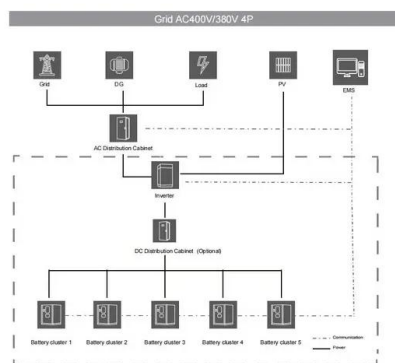 Grid AC400V/380V 4P
Grid
DG
Load
PV
EMS
AC Distribution Cabinet
Inverter
DC Distribution Cabinet (Optional)
Battery cluster 1
Battery cluster 2
Battery cluster 3
Battery cluster 4
Battery cluster 5
Communication
Power